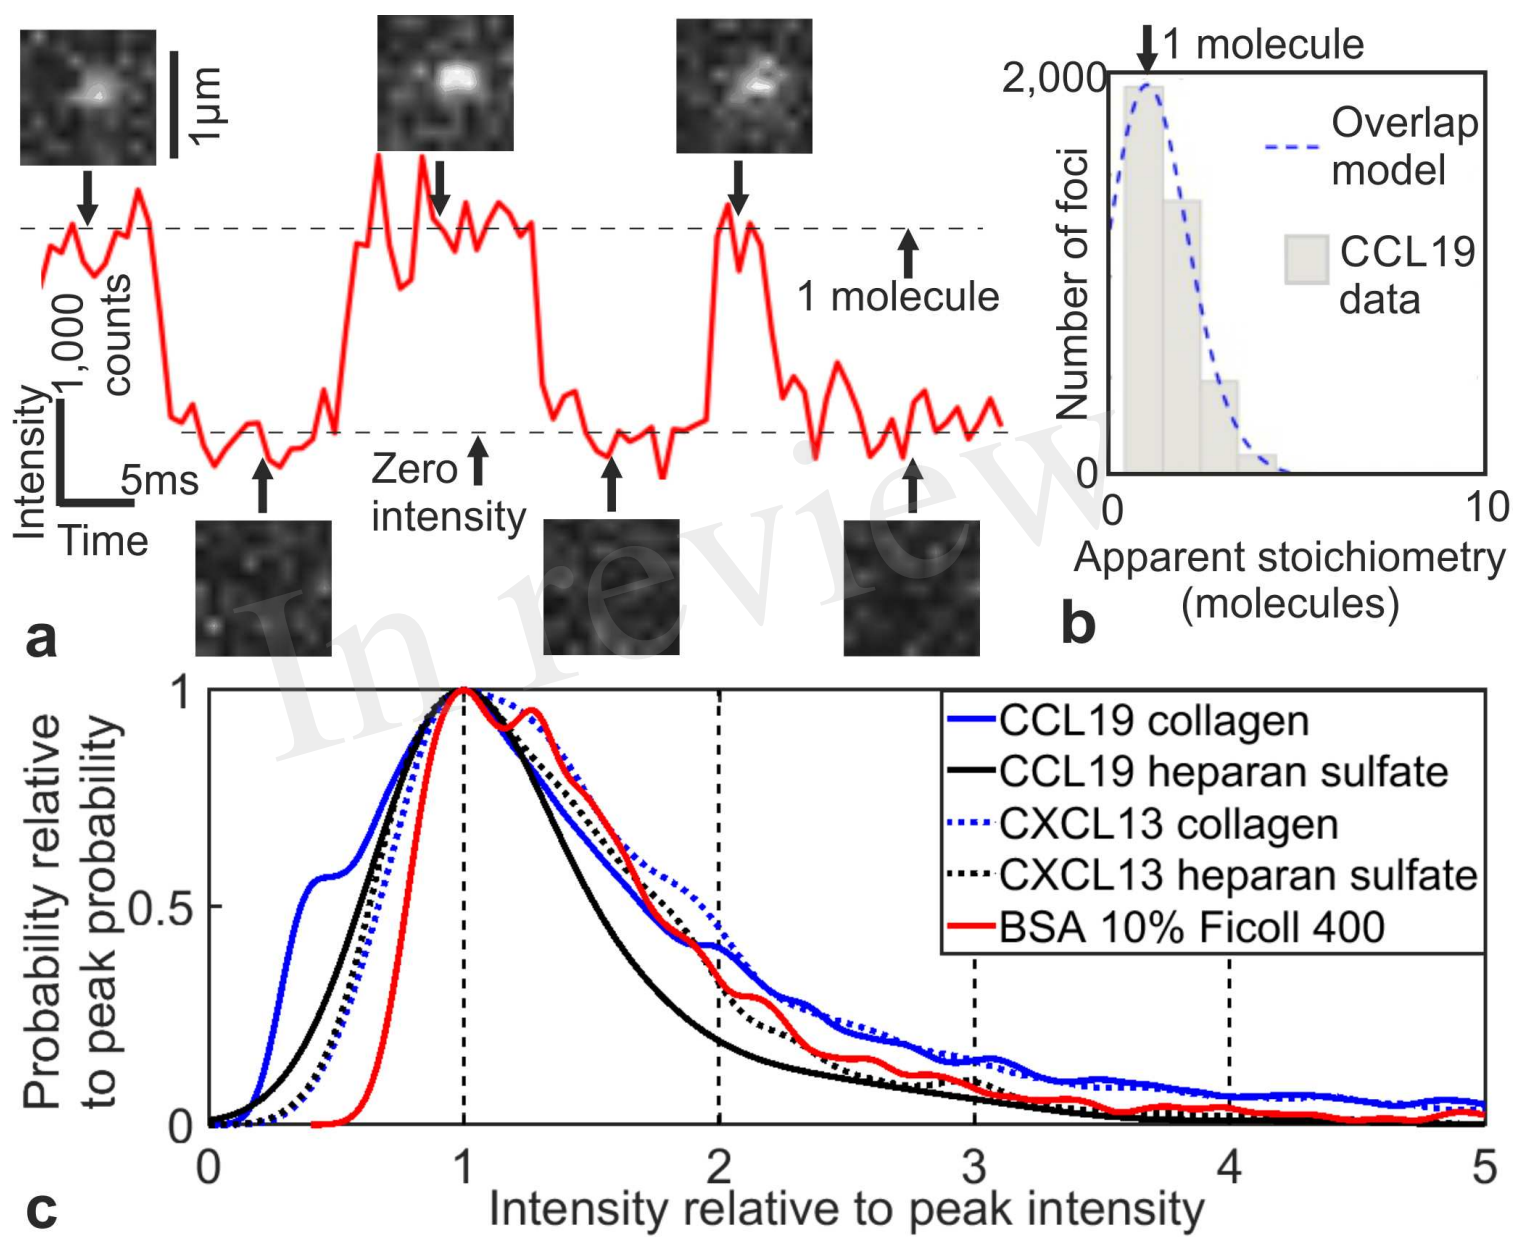 1µm
1,000
counts
Intensity
5ms
Time
Zero
intensity
1 molecule
a
1 molecule
2,000
Number of foci
0
0
10
Overlap
model
CCL19
data
Apparent stoichiometry
(molecules)
b
In review
Probability relative
to peak probability
1
0.5
0
0
1
2
3
4
5
Intensity relative to peak intensity
CCL19 collagen
CCL19 heparan sulfate
CXCL13 collagen
CXCL13 heparan sulfate
BSA 10% Ficoll 400
c